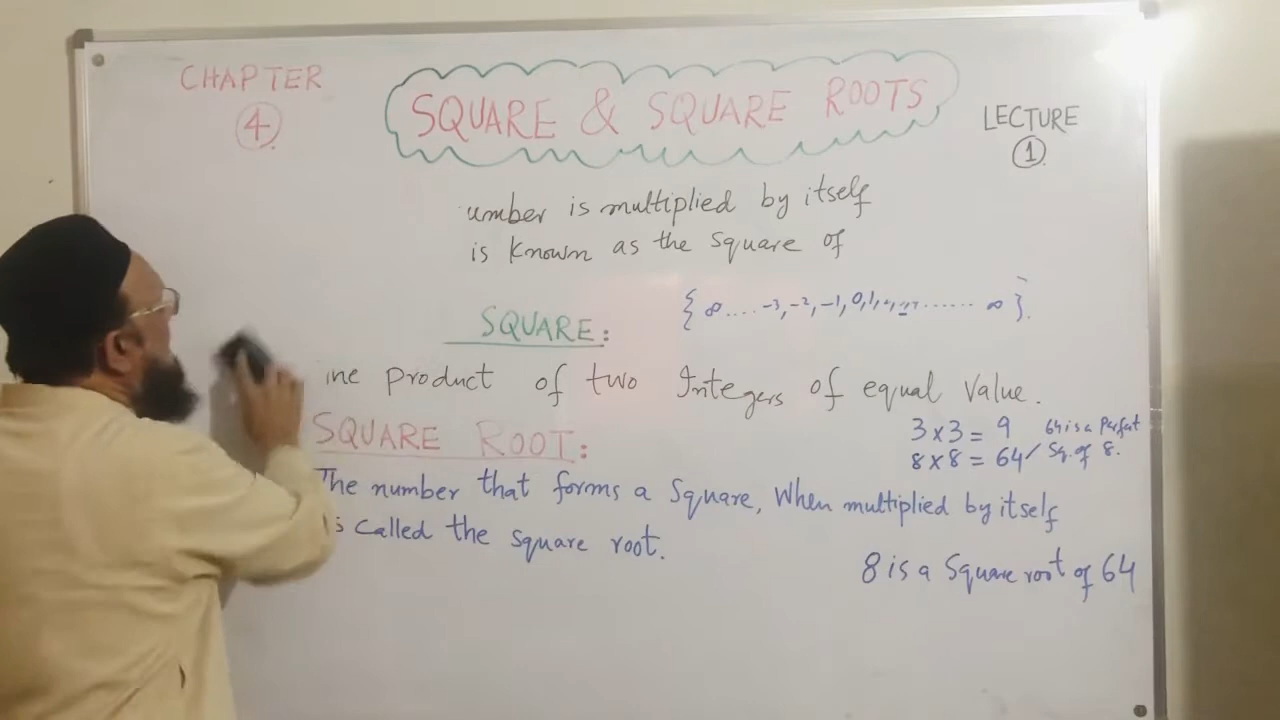 CHAPTER
4
SQUARE & SQUARE ROOTS
LECTURE
1
umber is multiplied by itself
is known as the square of
SQUARE:
{ ∞ .... -3, -2, -1, 0, 1, ...... ∞ }.
product of two Integers of equal value.
3 x 3 = 9
64 is a Perfect
8 x 8 = 64
Sq. of 8.
SQUARE ROOT:
The number that forms a Square, When multiplied by itself
is called the square root.
8 is a Square root of 64